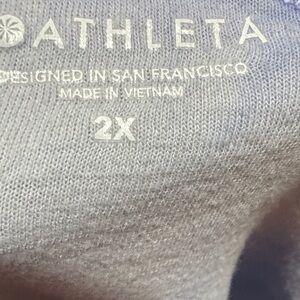 ATHLETA
DESIGNED IN SAN FRANCISCO
MADE IN VIETNAM
2X